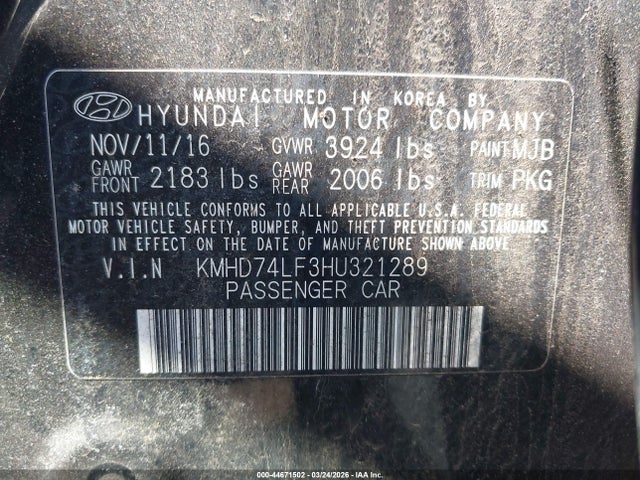 MANUFACTURED IN KOREA BY
HYUNDAI MOTOR COMPANY
NOV/11/16 GVWR 3924 lbs PAINT MJB
GAWR FRONT 2183 lbs GAWR REAR 2006 lbs TRIM PKG
THIS VEHICLE CONFORMS TO ALL APPLICABLE U.S.A. FEDERAL
MOTOR VEHICLE SAFETY, BUMPER, AND THEFT PREVENTION STANDARDS
IN EFFECT ON THE DATE OF MANUFACTURE SHOWN ABOVE.
V.I.N KMHD74LF3HU321289
PASSENGER CAR
000-44671502 - 03/24/2026 - IAA Inc.